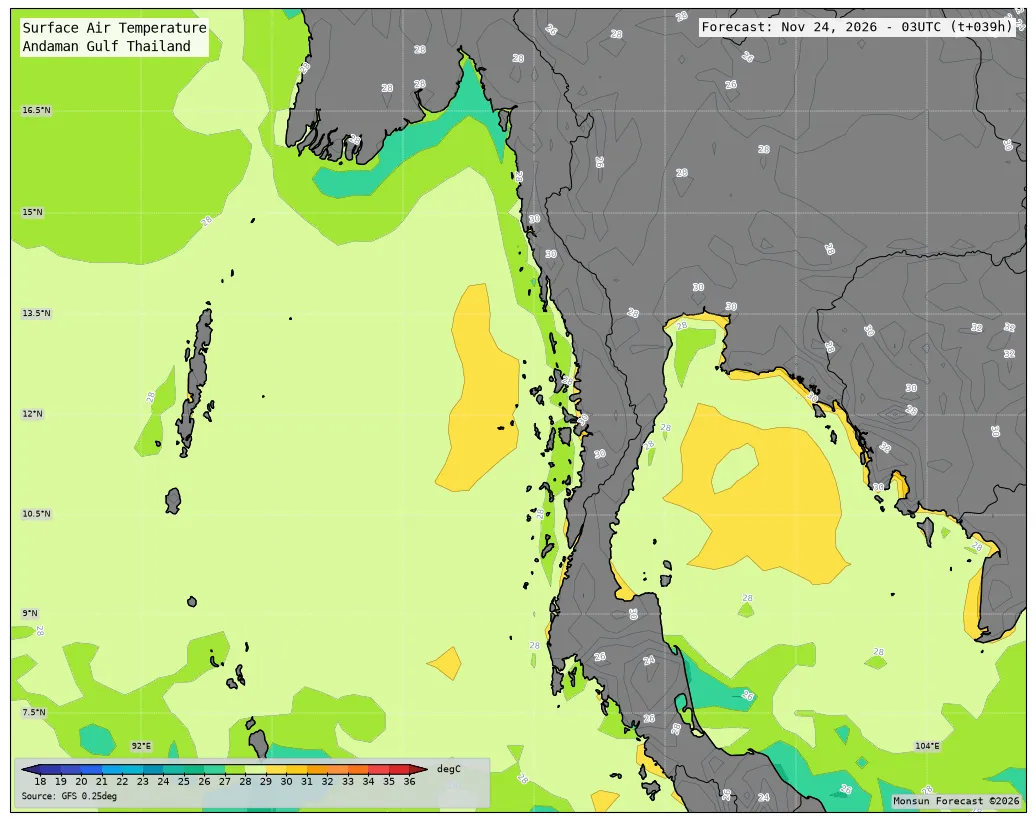 Surface Air Temperature
Andaman Gulf Thailand
Forecast: Nov 24, 2026 - 03UTC (t+039h)
16.5°N
15°N
13.5°N
12°N
10.5°N
9°N
7.5°N
92°E
104°E
18 19 20 21 22 23 24 25 26 27 28 29 30 31 32 33 34 35 36
degC
Source: GFS 0.25deg
Monsun Forecast ©2026